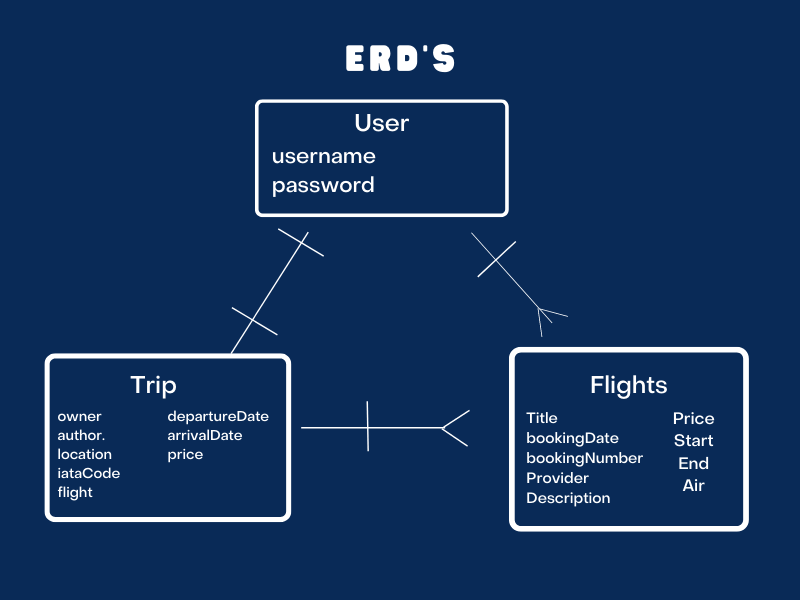 ERD'S
User
username
password
Trip
owner
author.
location
iataCode
flight
departureDate
arrivalDate
price
Flights
Title
bookingDate
bookingNumber
Provider
Description
Price
Start
End
Air